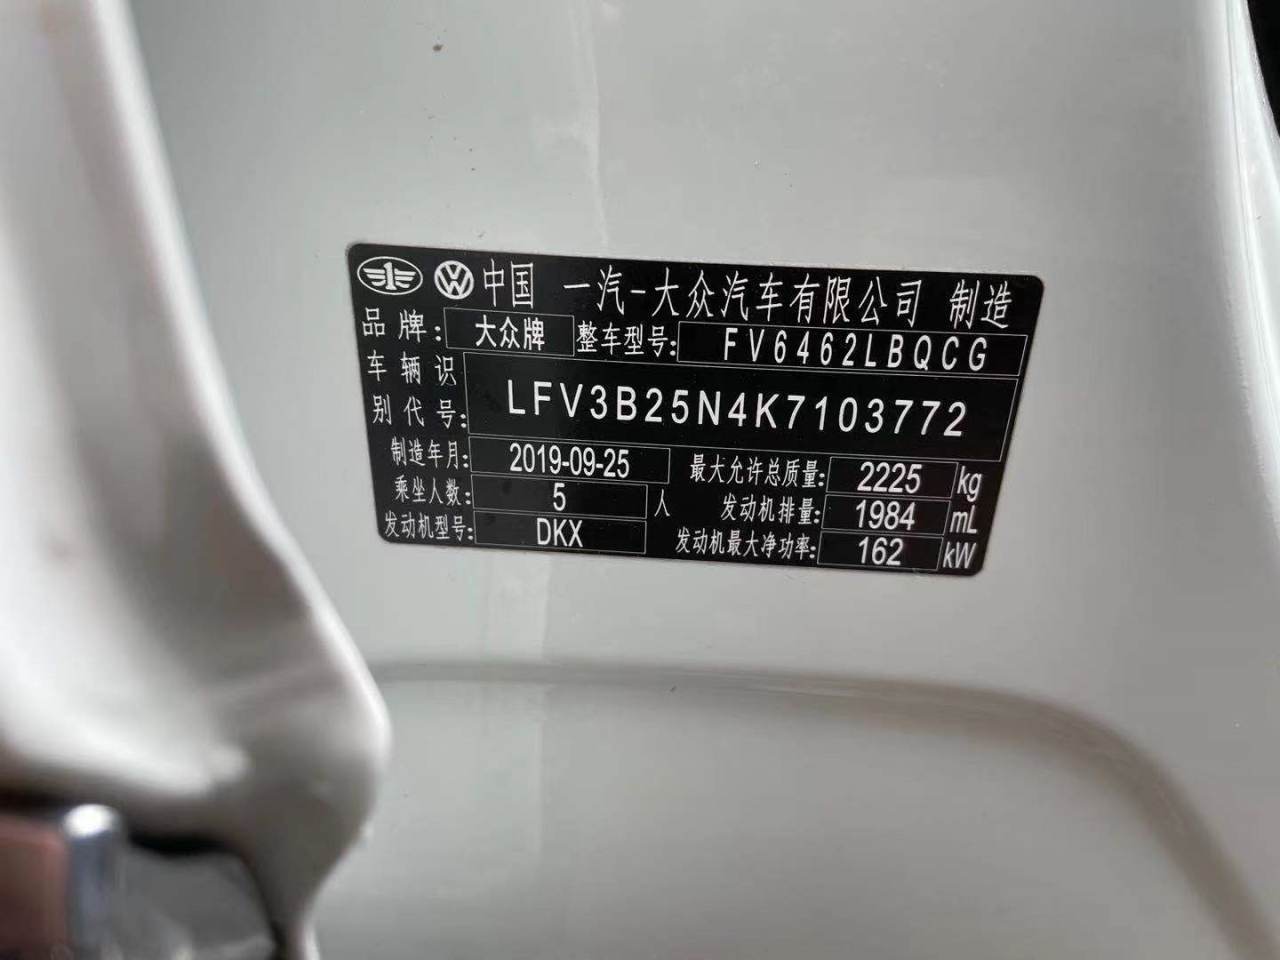 中国 一汽-大众汽车有限公司 制造
品牌: 大众牌 整车型号: FV6462LBQCG
车辆识别代号: LFV3B25N4K7103772
制造年月: 2019-09-25 最大允许总质量: 2225 kg
乘坐人数: 5 人 发动机排量: 1984 mL
发动机型号: DKX 发动机最大净功率: 162 kW